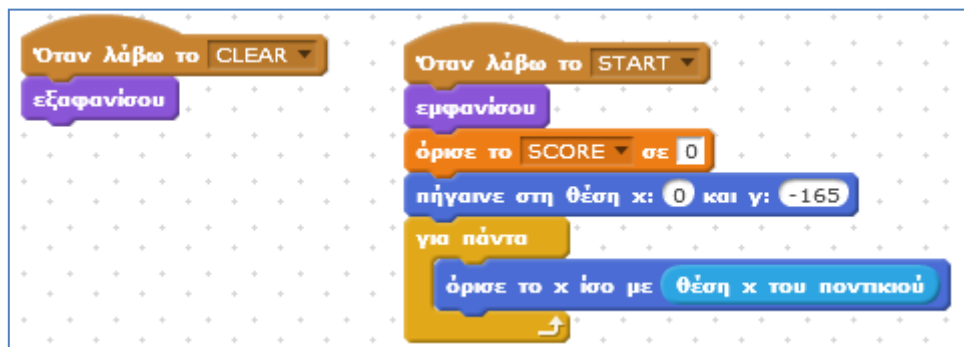 Όταν λάβω το CLEAR
εξαφανίσου
Όταν λάβω το START
εμφανίσου
όρισε το SCORE σε 0
πήγαινε στη θέση x: 0 και y: -165
για πάντα
όρισε το x ίσο με θέση x του ποντικιού